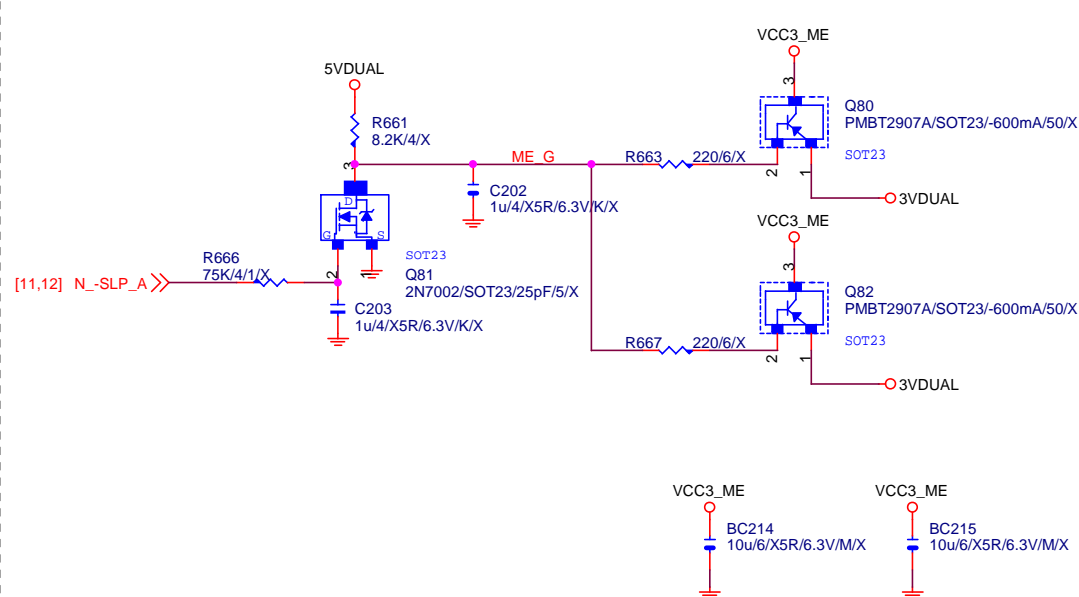 VCC3_ME
3
Q80
PMBT2907A/SOT23/-600mA/50/X
SOT23
2
1
3VDUAL
5VDUAL
R661
8.2K/4/X
3
ME_G
R663 220/6/X
C202
1u/4/X5R/6.3V/K/X
D
G
S
SOT23
Q81
2N7002/SOT23/25pF/5/X
2
1
R666
75K/4/1/X
[11,12] N_-SLP_A
C203
1u/4/X5R/6.3V/K/X
VCC3_ME
3
Q82
PMBT2907A/SOT23/-600mA/50/X
SOT23
R667 220/6/X
2
1
3VDUAL
VCC3_ME
BC214
10u/6/X5R/6.3V/M/X
VCC3_ME
BC215
10u/6/X5R/6.3V/M/X